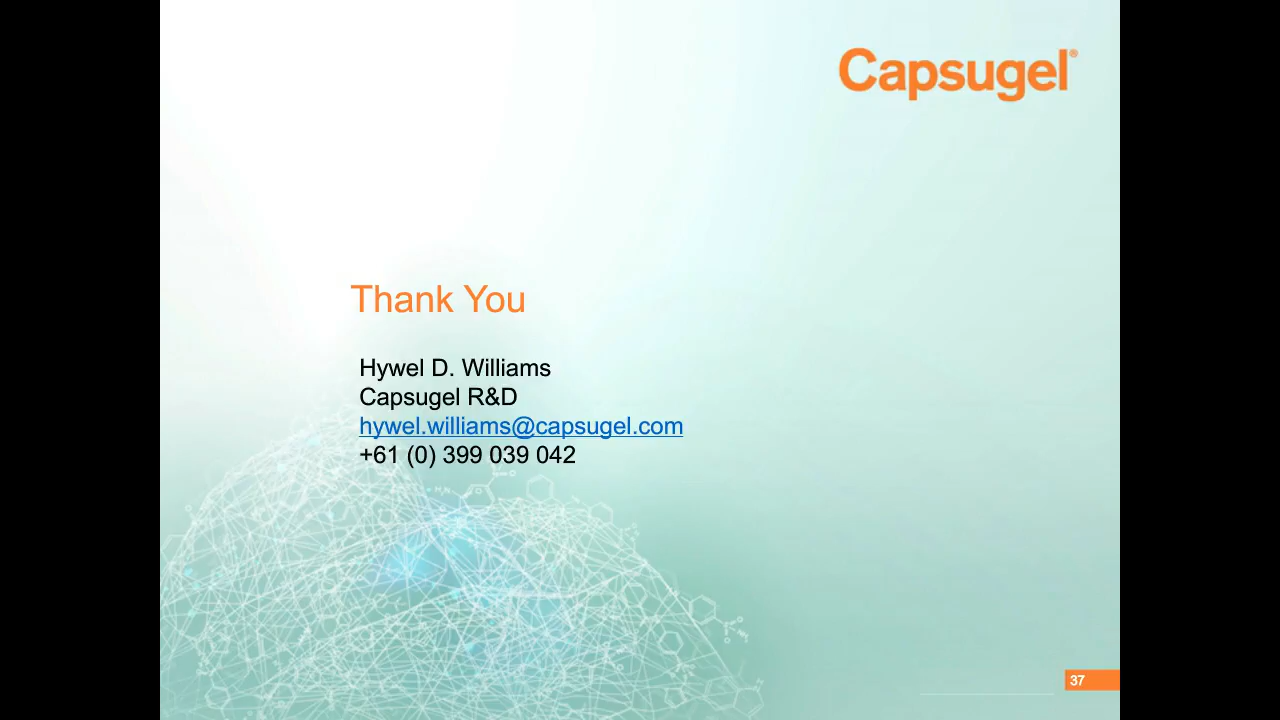 Capsugel®
Thank You
Hywel D. Williams
Capsugel R&D
hywel.williams@capsugel.com
+61 (0) 399 039 042
37